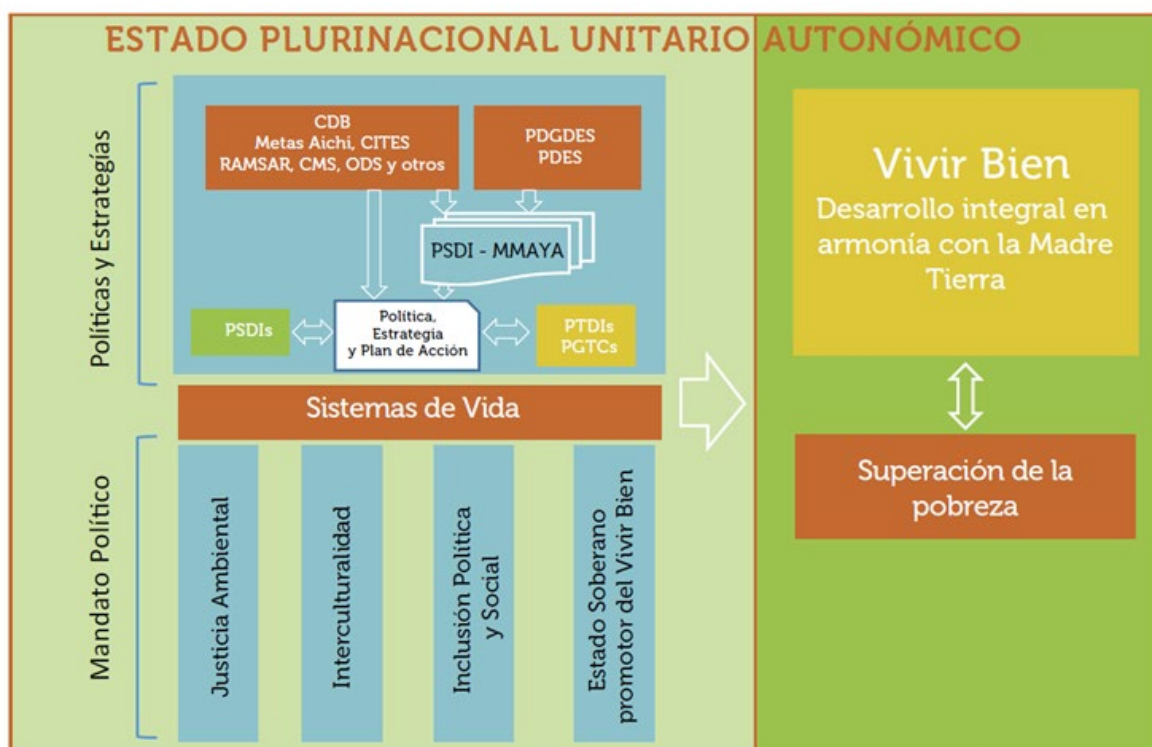 ESTADO PLURINACIONAL UNITARIO AUTONÓMICO
Políticas y Estrategías
CDB
Metas Aichi, CITES
RAMSAR, CMS, ODS y otros
PDGDES
PDES
PSDI - MMAYA
PSDIs
Política,
Estrategía
y Plan de Acción
PTDIs
PGTCs
Sistemas de Vida
Mandato Político
Justicia Ambiental
Interculturalidad
Inclusión Política
y Social
Estado Soberano
promotor del Vivir Bien
Vivir Bien
Desarrollo integral en
armonía con la Madre
Tierra
Superación de la
pobreza